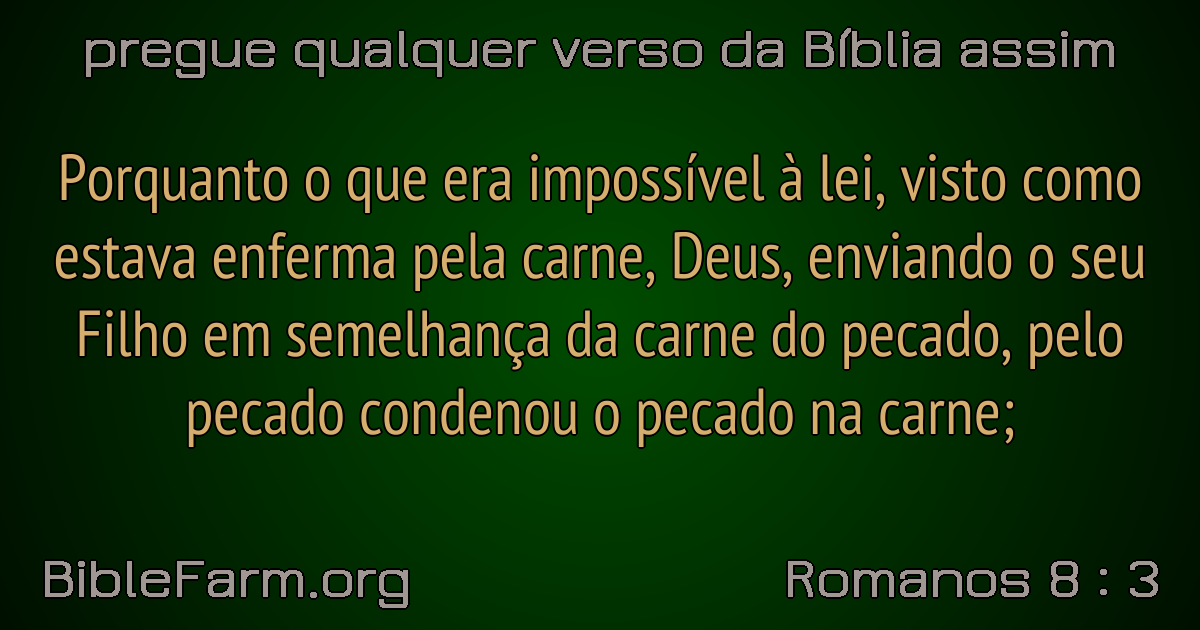 pregue qualquer verso da Bíblia assim
Porquanto o que era impossível à lei, visto como
estava enferma pela carne, Deus, enviando o seu
Filho em semelhança da carne do pecado, pelo
pecado condenou o pecado na carne;
BibleFarm.org
Romanos 8 : 3